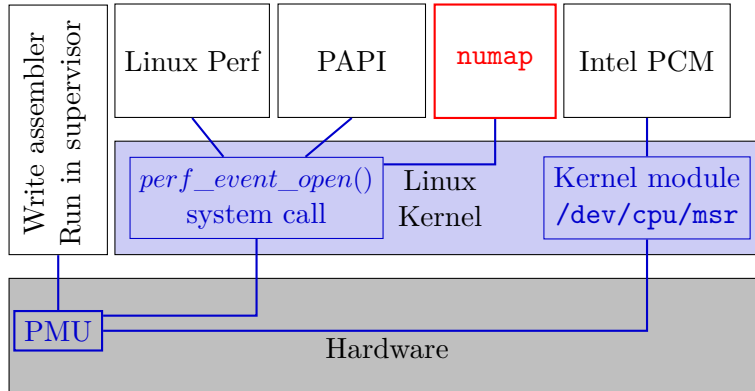 Write assembler
Run in supervisor
Linux Perf
PAPI
numap
Intel PCM
perf_event_open()
system call
Linux
Kernel
Kernel module
/dev/cpu/msr
PMU
Hardware